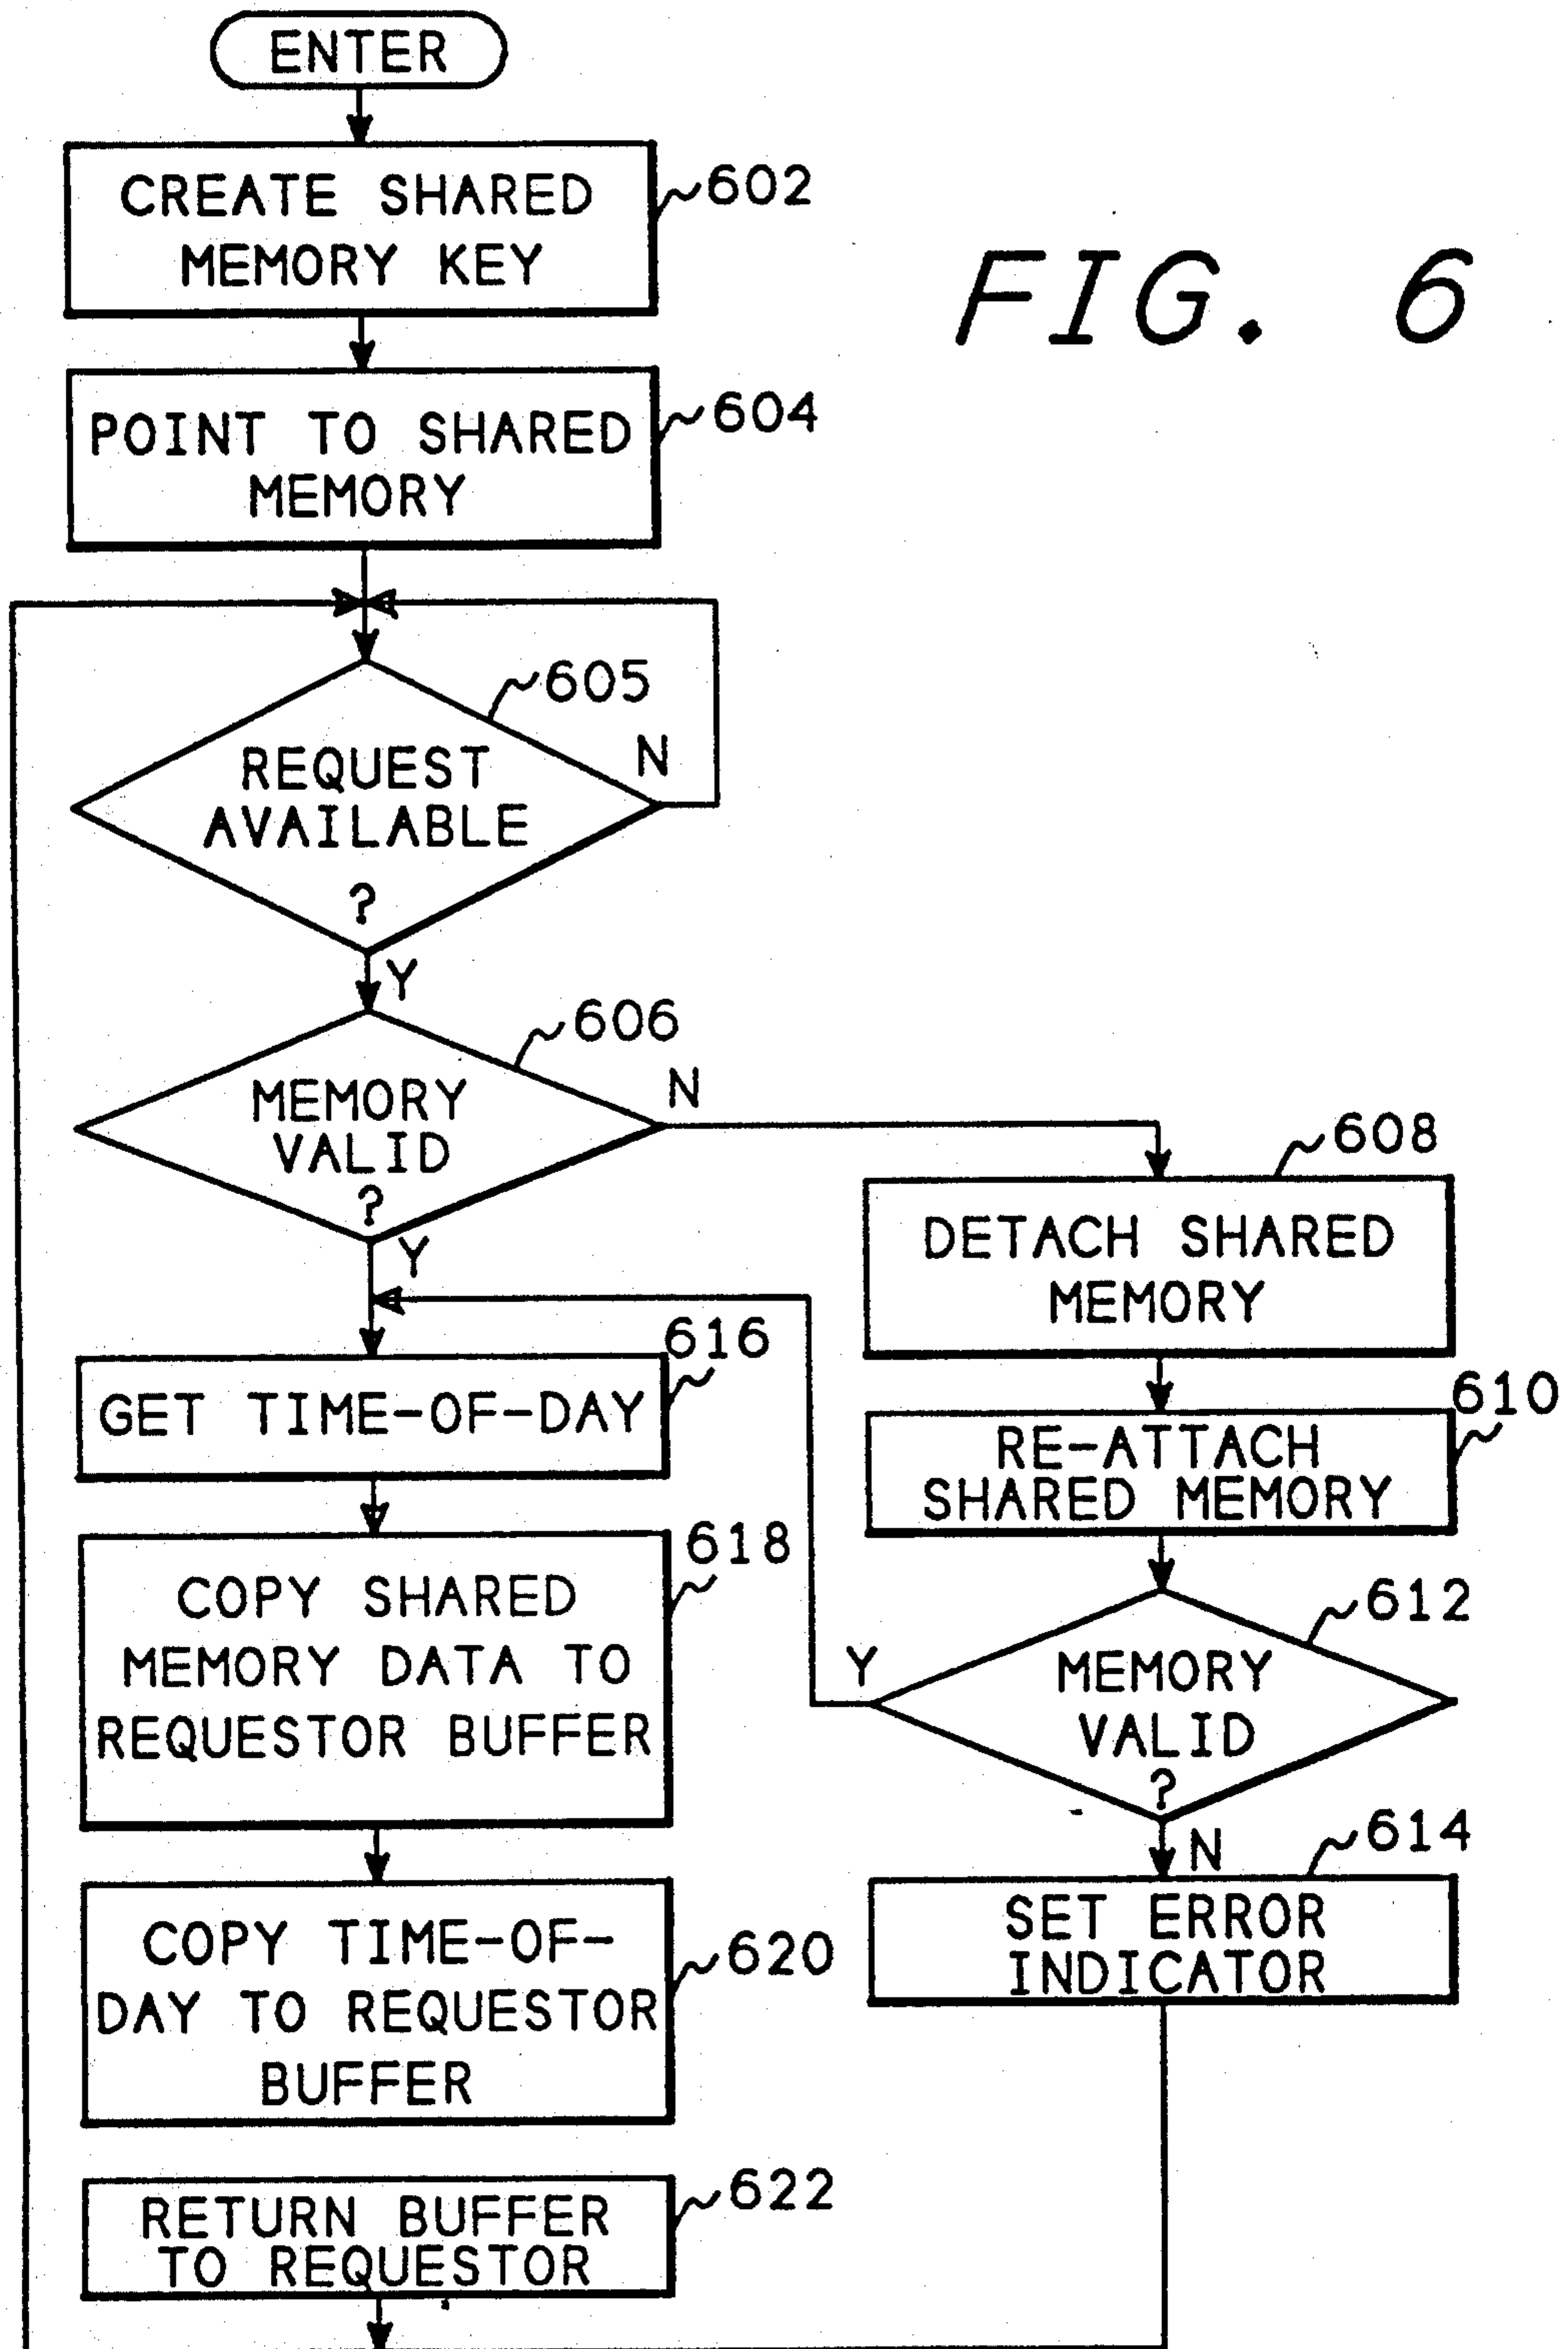 ENTER
CREATE SHARED
MEMORY KEY
602
FIG. 6
POINT TO SHARED
MEMORY
604
605
REQUEST
AVAILABLE
?
N
Y
606
MEMORY
VALID
?
N
Y
608
DETACH SHARED
MEMORY
616
GET TIME-OF-DAY
610
RE-ATTACH
SHARED MEMORY
618
COPY SHARED
MEMORY DATA TO
REQUESTOR BUFFER
612
MEMORY
VALID
?
Y
N
614
SET ERROR
INDICATOR
COPY TIME-OF-
DAY TO REQUESTOR
BUFFER
620
622
RETURN BUFFER
TO REQUESTOR